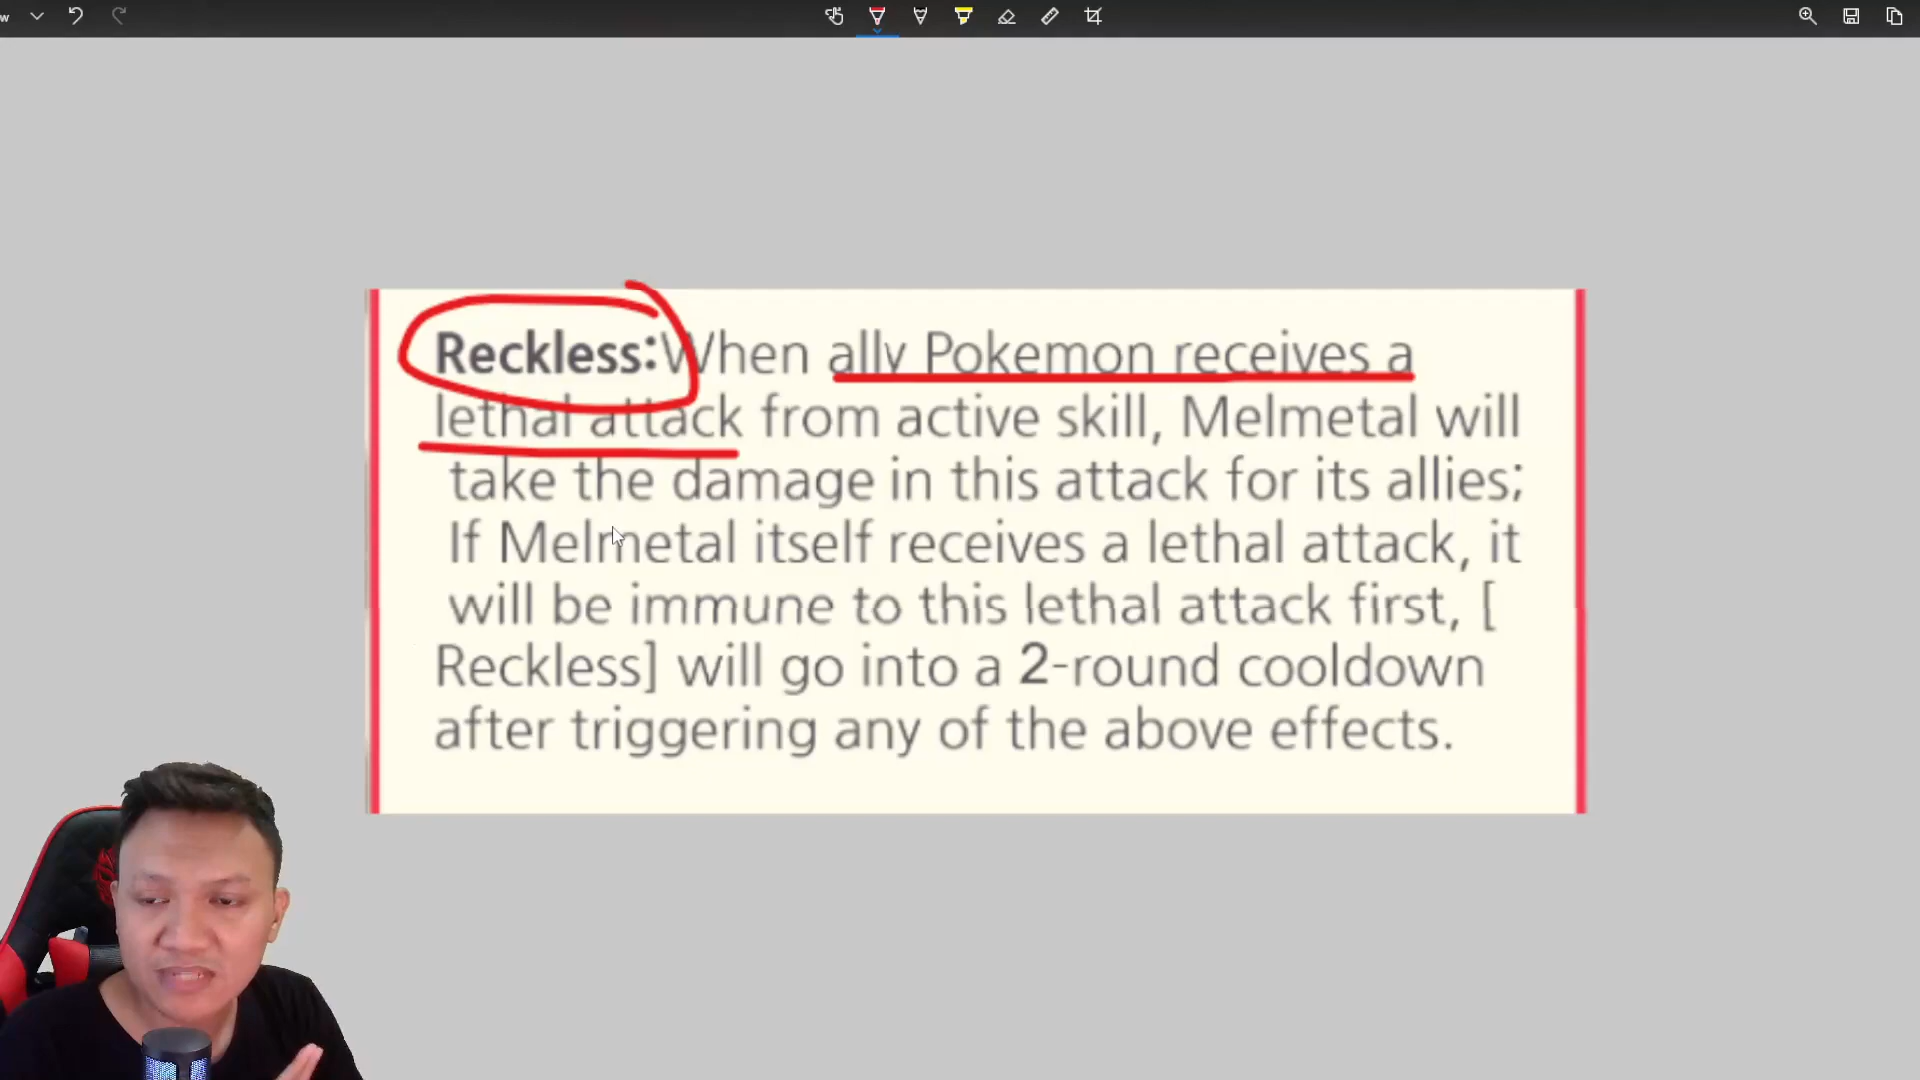 w
Reckless: When ally Pokemon receives a
lethal attack from active skill, Melmetal will
take the damage in this attack for its allies;
If Melmetal itself receives a lethal attack, it
will be immune to this lethal attack first, [
Reckless] will go into a 2-round cooldown
after triggering any of the above effects.